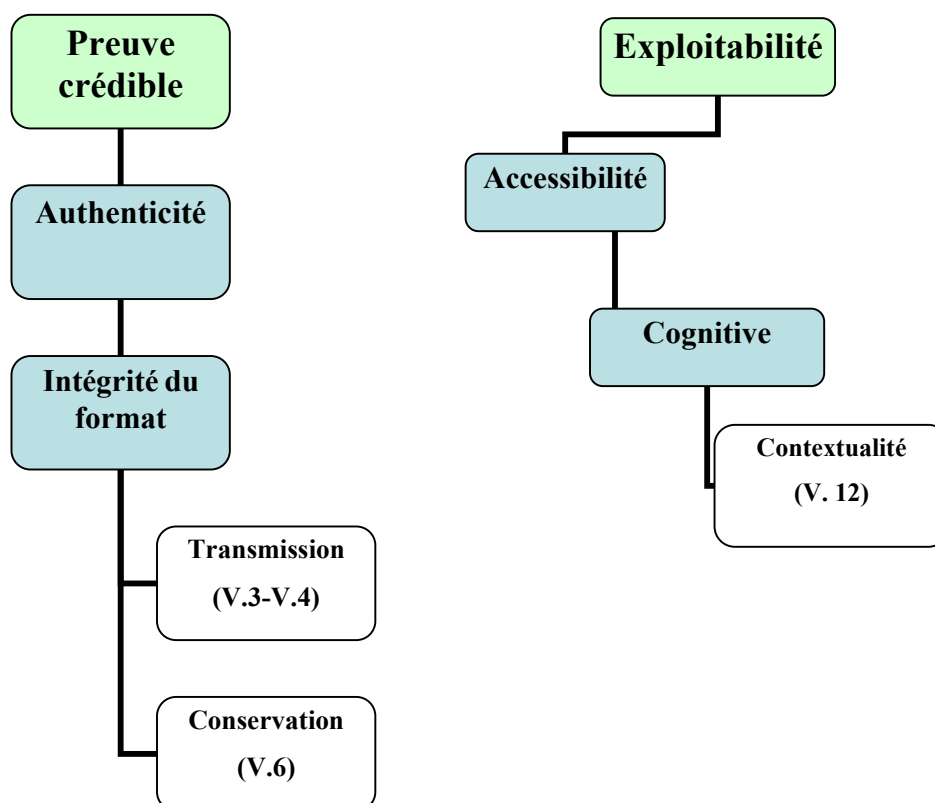 Preuve
crédible
Authenticité
Intégrité du
format
Transmission
(V.3-V.4)
Conservation
(V.6)
Exploitabilité
Accessibilité
Cognitive
Contextualité
(V. 12)